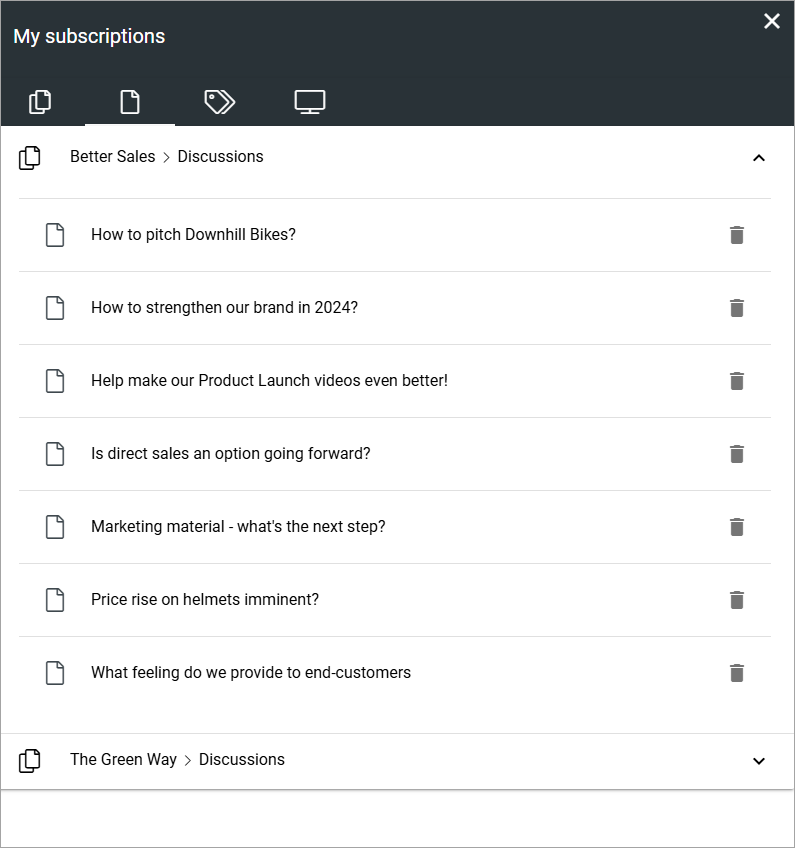 My subscriptions
Better Sales > Discussions
How to pitch Downhill Bikes?
How to strengthen our brand in 2024?
Help make our Product Launch videos even better!
Is direct sales an option going forward?
Marketing material - what's the next step?
Price rise on helmets imminent?
What feeling do we provide to end-customers
The Green Way > Discussions